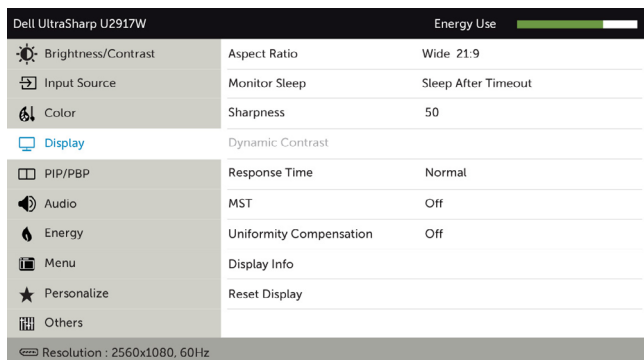 Dell UltraSharp U2917W Energy Use
Brightness/Contrast Aspect Ratio Wide 21:9
Input Source Monitor Sleep Sleep After Timeout
Color Sharpness 50
Display Dynamic Contrast
PIP/PBP Response Time Normal
Audio MST Off
Energy Uniformity Compensation Off
Menu Display Info
Personalize Reset Display
Others
Resolution : 2560x1080, 60Hz